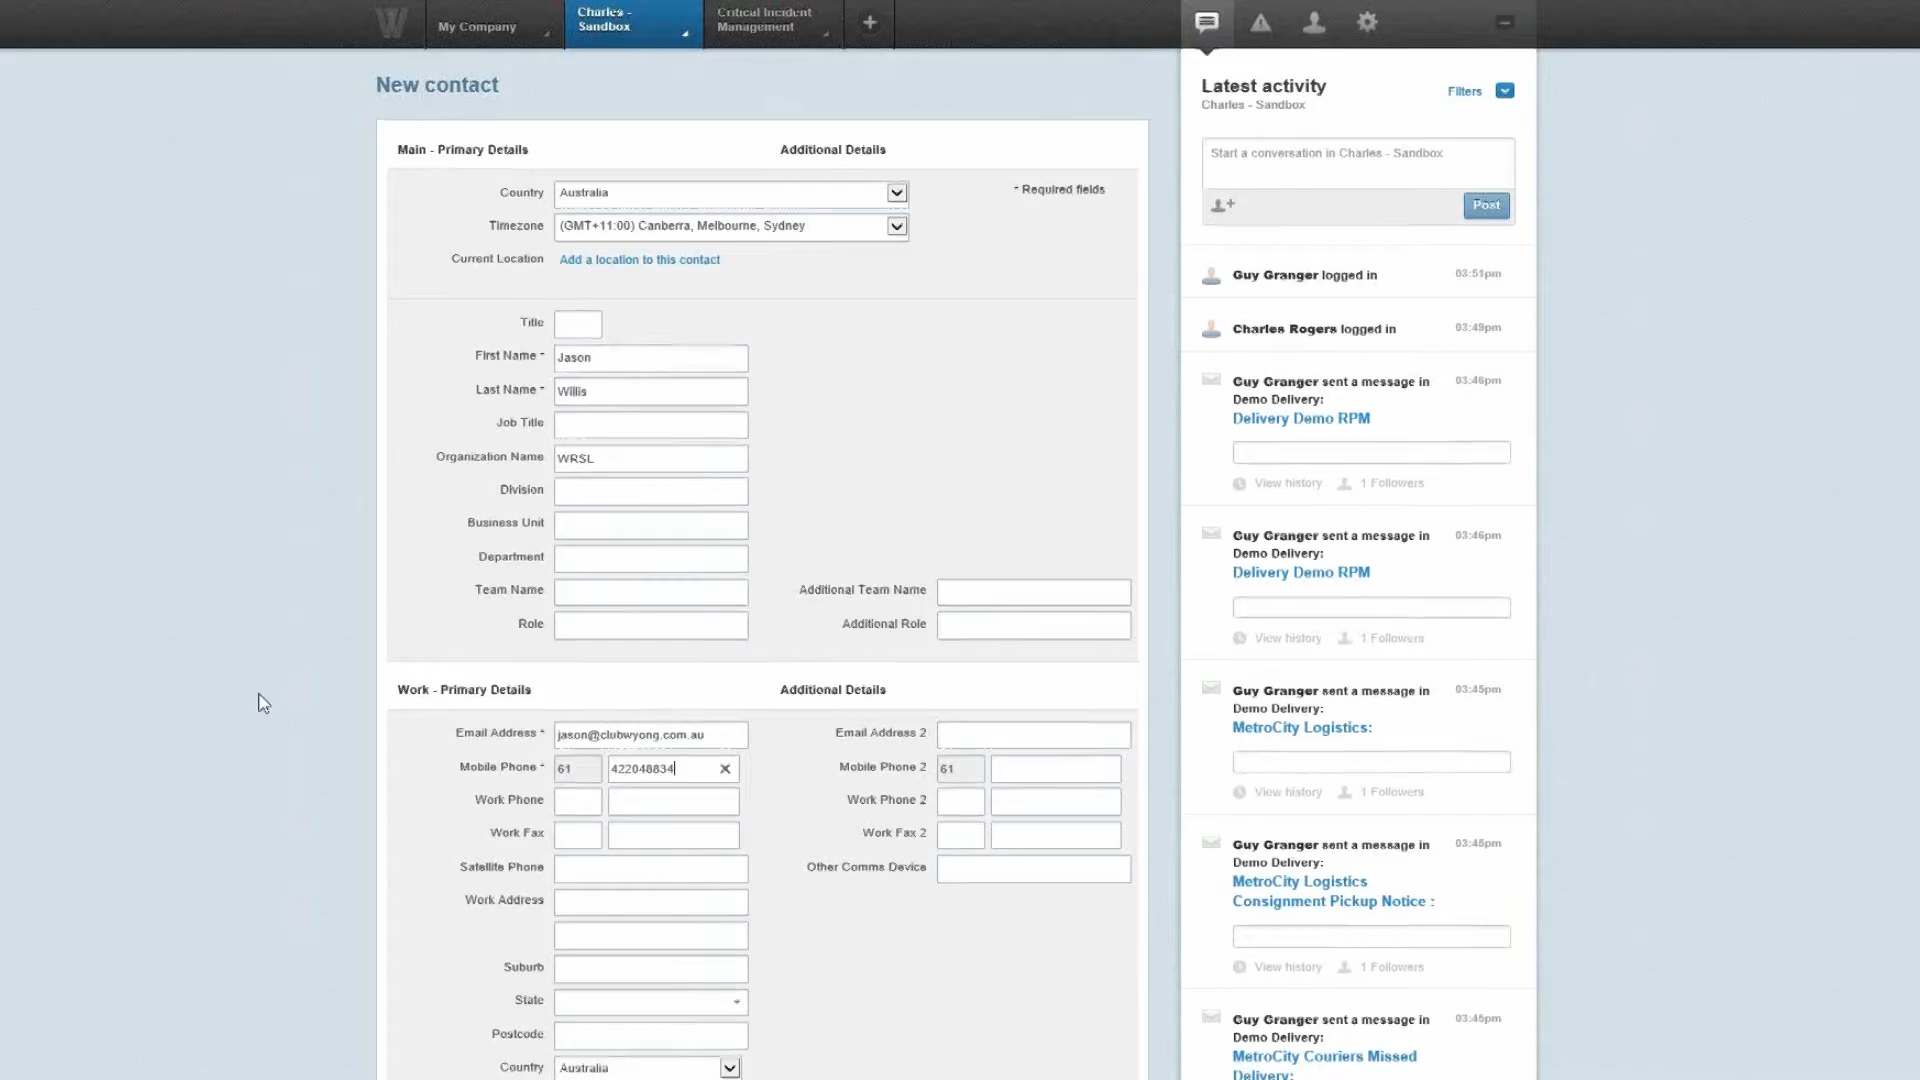 W
My Company
Charles -
Sandbox
Critical Incident
Management
+
New contact
Main - Primary Details
Additional Details
Country
Australia
* Required fields
Timezone
(GMT+11:00) Canberra, Melbourne, Sydney
Current Location
Add a location to this contact
Title
First Name *
Jason
Last Name *
Willis
Job Title
Organization Name
WRSL
Division
Business Unit
Department
Team Name
Additional Team Name
Role
Additional Role
Work - Primary Details
Additional Details
Email Address *
jason@clubwyong.com.au
Email Address 2
Mobile Phone *
61
422048834
Mobile Phone 2
61
Work Phone
Work Phone 2
Work Fax
Work Fax 2
Satellite Phone
Other Comms Device
Work Address
Suburb
State
Postcode
Country
Australia
Latest activity
Filters
Charles - Sandbox
Start a conversation in Charles - Sandbox
Post
Guy Granger logged in
03:51pm
Charles Rogers logged in
03:49pm
Guy Granger sent a message in
03:46pm
Demo Delivery:
Delivery Demo RPM
View history
1 Followers
Guy Granger sent a message in
03:46pm
Demo Delivery:
Delivery Demo RPM
View history
1 Followers
Guy Granger sent a message in
03:45pm
Demo Delivery:
MetroCity Logistics:
View history
1 Followers
Guy Granger sent a message in
03:45pm
Demo Delivery:
MetroCity Logistics
Consignment Pickup Notice :
View history
1 Followers
Guy Granger sent a message in
03:45pm
Demo Delivery:
MetroCity Couriers Missed
Delivery: